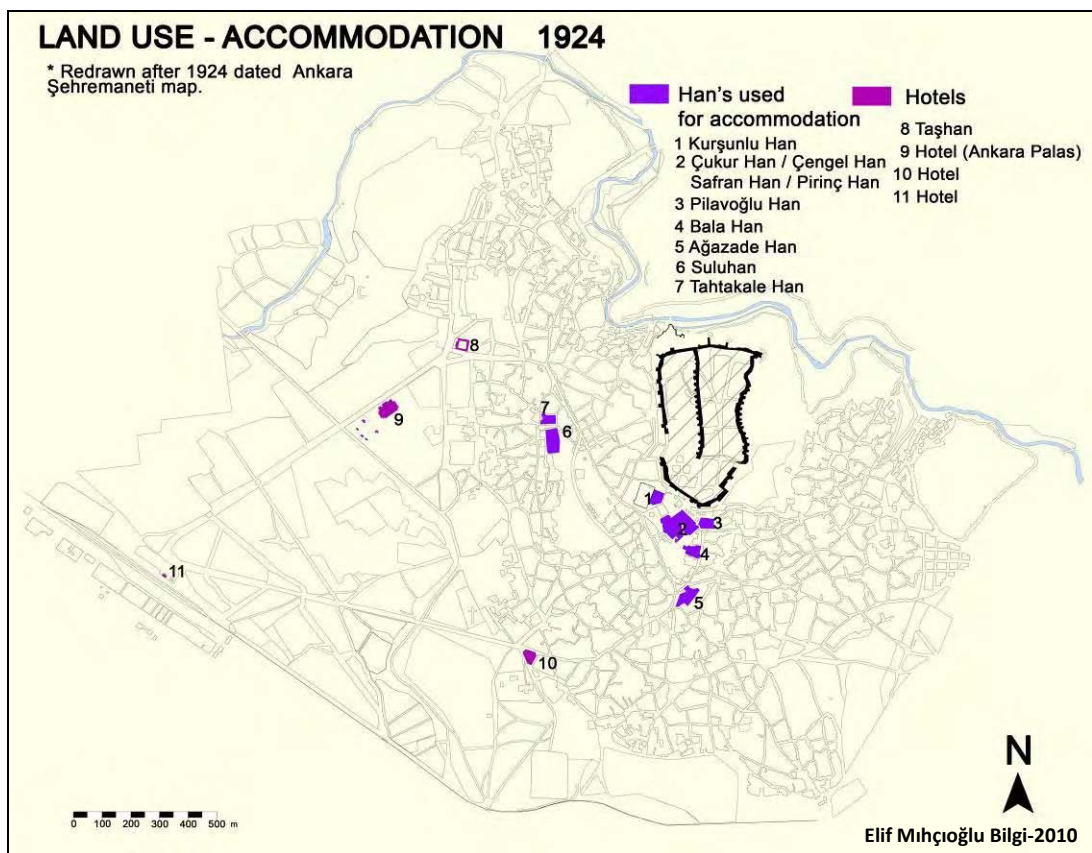 LAND USE - ACCOMMODATION 1924
* Redrawn after 1924 dated Ankara
Şehremaneti map.
Han's used
for accommodation
1 Kurşunlu Han
2 Çukur Han / Çengel Han
Safran Han / Pirinç Han
3 Pilavoğlu Han
4 Bala Han
5 Ağazade Han
6 Suluhan
7 Tahtakale Han
Hotels
8 Taşhan
9 Hotel (Ankara Palas)
10 Hotel
11 Hotel
8
9
7
6
1
2
3
4
5
11
10
N
0 100 200 300 400 500 m
Elif Mıhçıoğlu Bilgi-2010